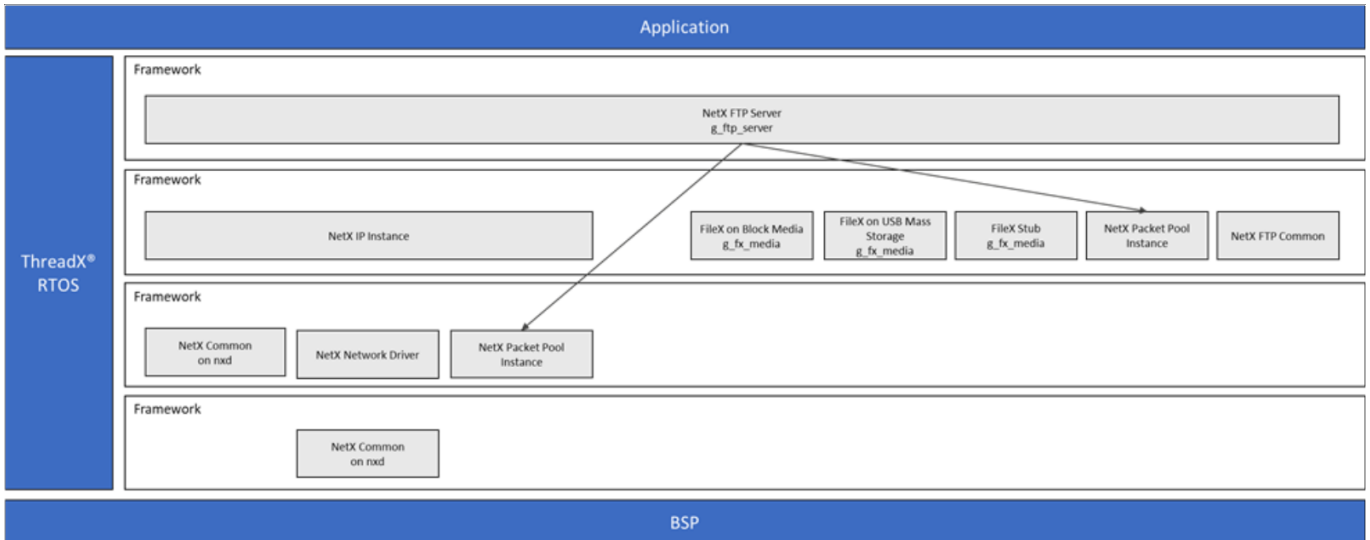 Application
ThreadX®
RTOS
Framework
NetX FTP Server
g_ftp_server
Framework
NetX IP Instance
FileX on Block Media
g_fx_media
FileX on USB Mass
Storage
g_fx_media
FileX Stub
g_fx_media
NetX Packet Pool
Instance
NetX FTP Common
Framework
NetX Common
on nxd
NetX Network Driver
NetX Packet Pool
Instance
Framework
NetX Common
on nxd
BSP